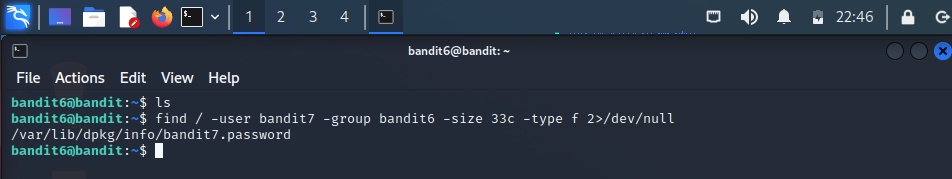 1 2 3 4 22:46
bandit6@bandit: ~
File Actions Edit View Help
bandit6@bandit:~$ ls
bandit6@bandit:~$ find / -user bandit7 -group bandit6 -size 33c -type f 2>/dev/null
/var/lib/dpkg/info/bandit7.password
bandit6@bandit:~$